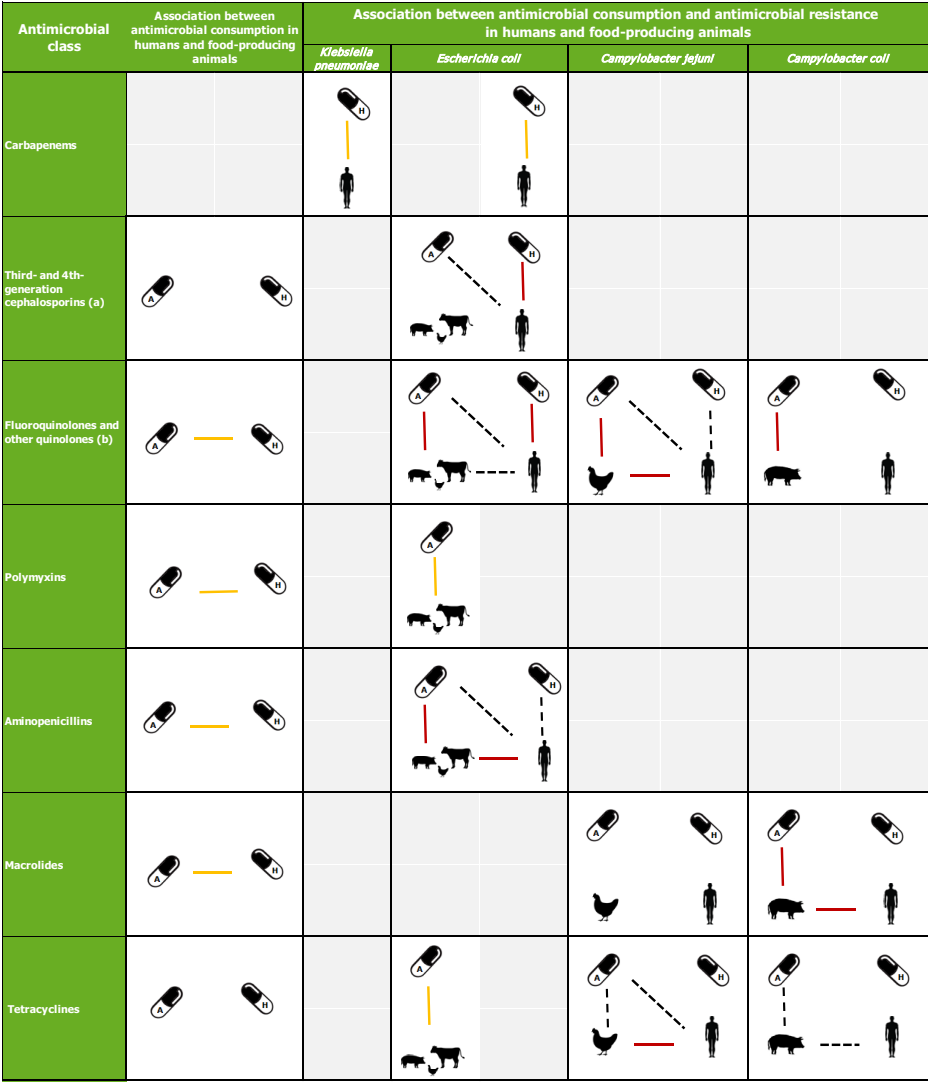 Antimicrobial
class
Association between
antimicrobial consumption in
humans and food-producing
animals
Association between antimicrobial consumption and antimicrobial resistance
in humans and food-producing animals
Klebsiella
pneumoniae
Escherichia coli
Campylobacter jejuni
Campylobacter coli
Carbapenems
H
H
Third- and 4th-
generation
cephalosporins (a)
A
H
A
H
Fluoroquinolones and
other quinolones (b)
A
H
A
H
A
H
A
H
Polymyxins
A
H
A
Aminopenicillins
A
H
A
H
Macrolides
A
H
A
H
A
H
Tetracyclines
A
H
A
A
H
A
H